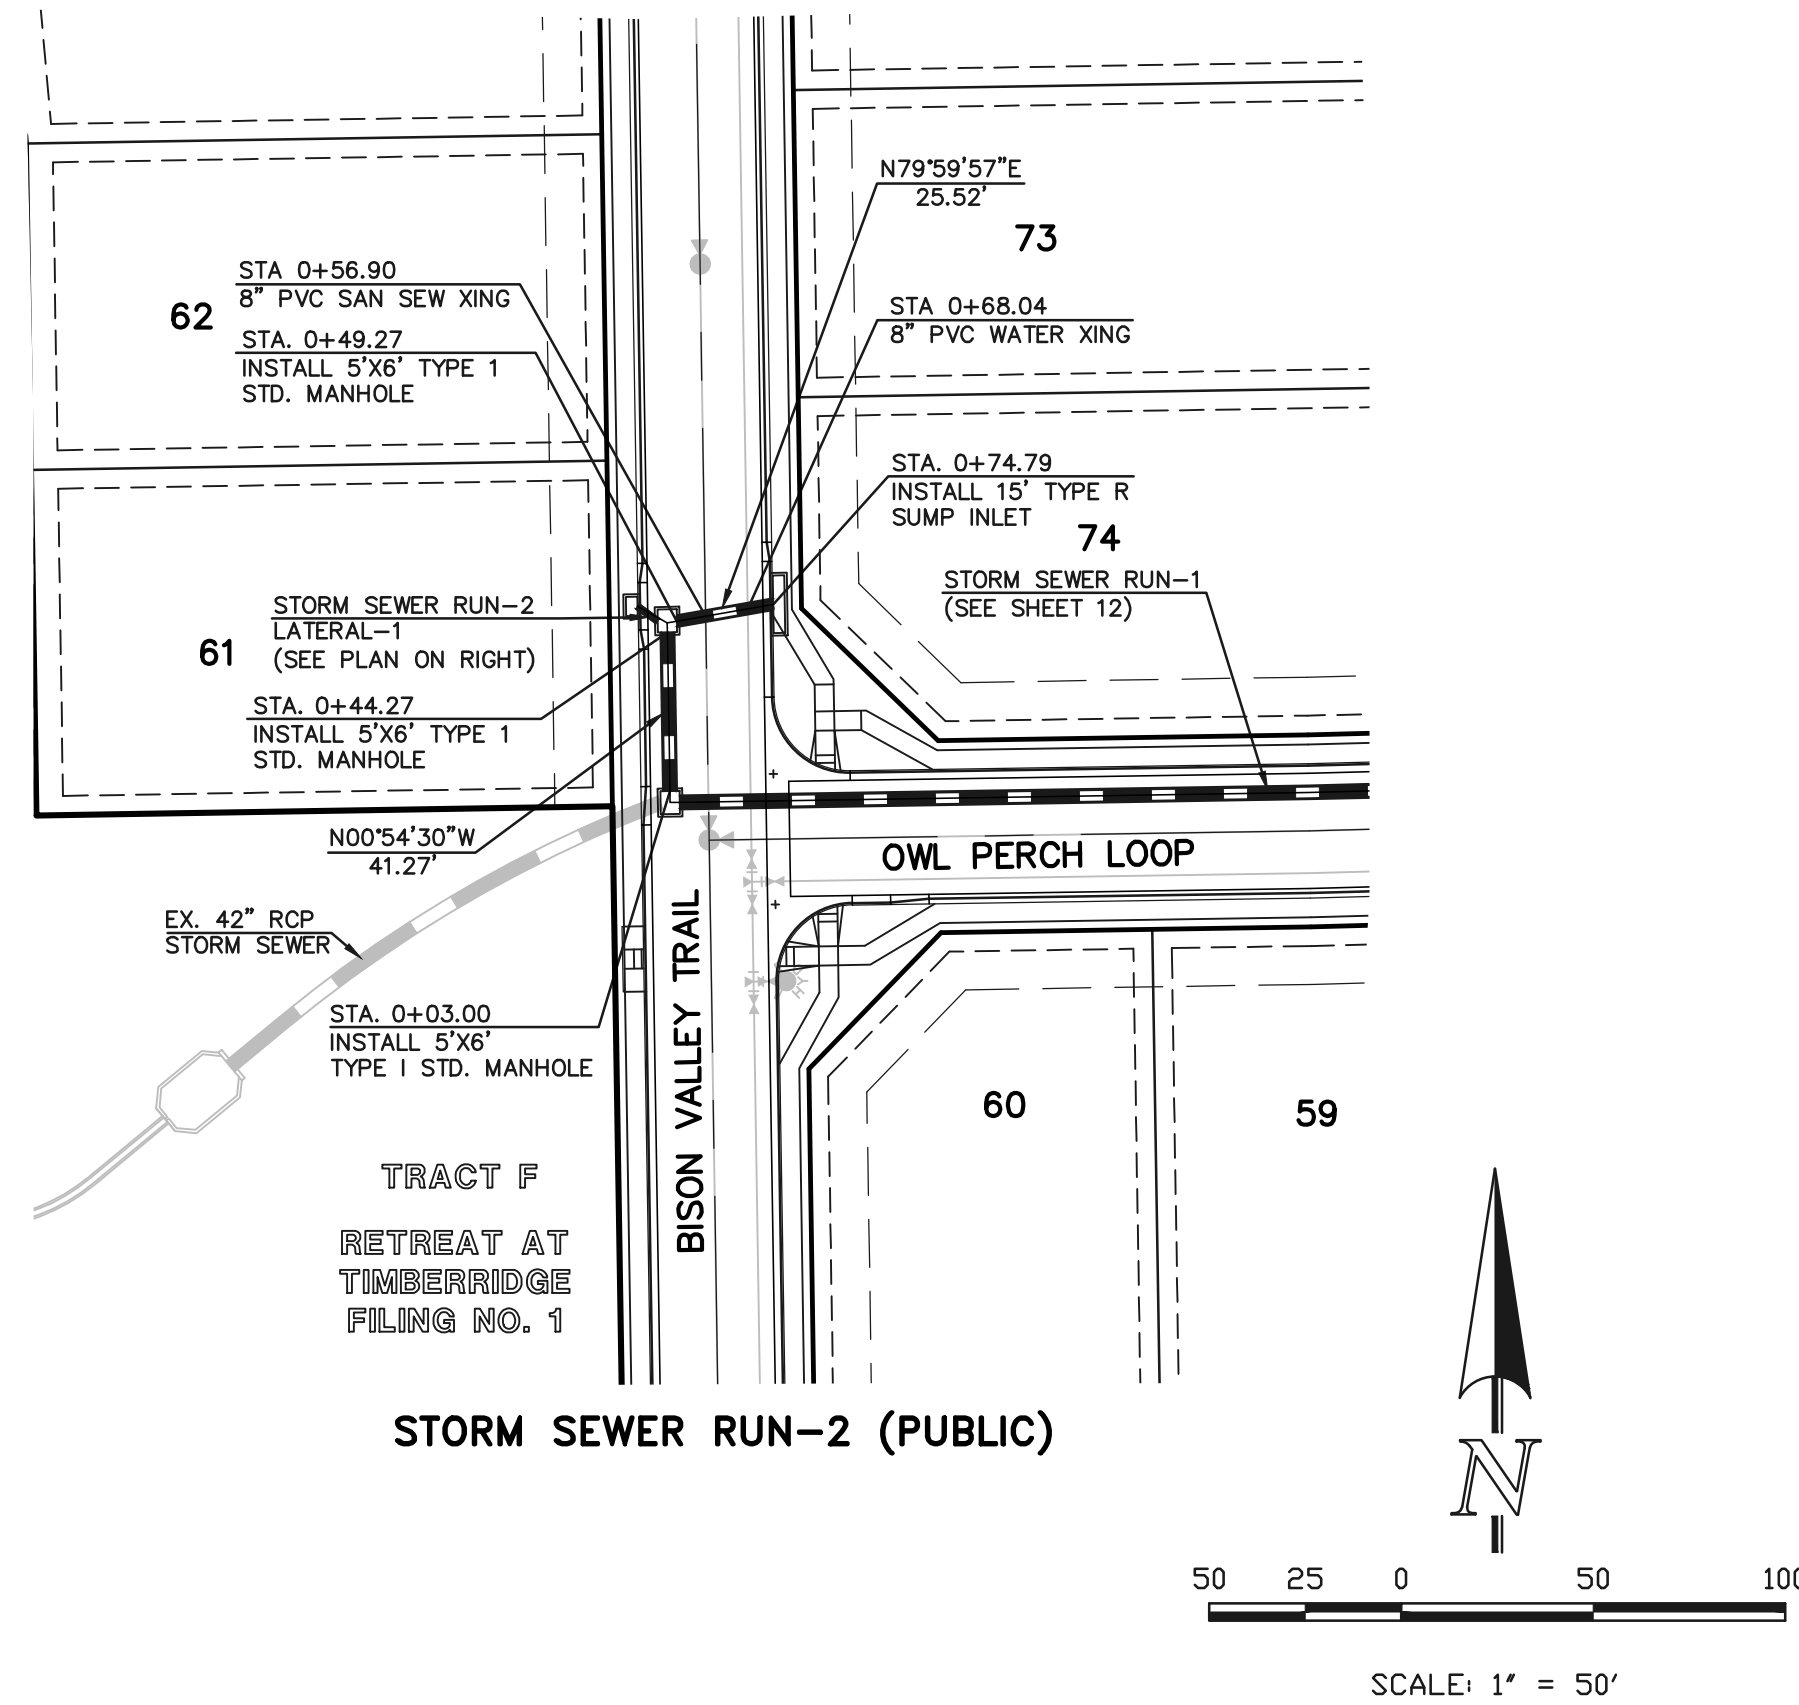 N79°59'57"E
25.52'
73
STA 0+56.90
8" PVC SAN SEW XING
62
STA. 0+49.27
INSTALL 5'X6' TYPE 1
STD. MANHOLE
STA 0+68.04
8" PVC WATER XING
STA. 0+74.79
INSTALL 15' TYPE R
SUMP INLET
74
STORM SEWER RUN-1
(SEE SHEET 12)
STORM SEWER RUN-2
LATERAL-1
(SEE PLAN ON RIGHT)
61
STA. 0+44.27
INSTALL 5'X6' TYPE 1
STD. MANHOLE
N00°54'30"W
41.27'
OWL PERCH LOOP
EX. 42" RCP
STORM SEWER
BISON VALLEY TRAIL
HY
STA. 0+03.00
INSTALL 5'X6'
TYPE I STD. MANHOLE
60
59
TRACT F
RETREAT AT
TIMBERRIDGE
FILING NO. 1
STORM SEWER RUN-2 (PUBLIC)
N
50 25 0 50 100
SCALE: 1" = 50'